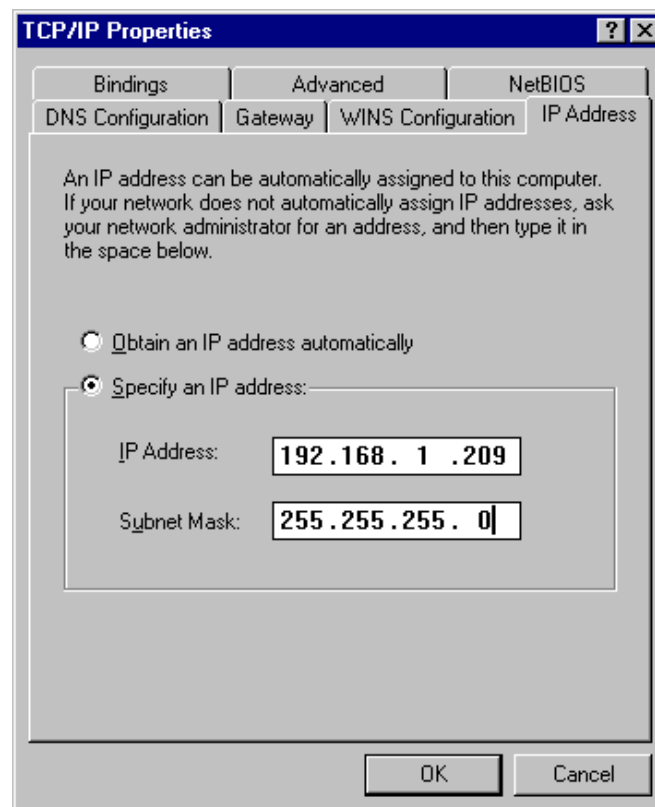 TCP/IP Properties
Bindings Advanced NetBIOS
DNS Configuration Gateway WINS Configuration IP Address
An IP address can be automatically assigned to this computer.
If your network does not automatically assign IP addresses, ask
your network administrator for an address, and then type it in
the space below.
Obtain an IP address automatically
Specify an IP address:
IP Address: 192.168. 1 .209
Subnet Mask: 255.255.255. 0
OK Cancel